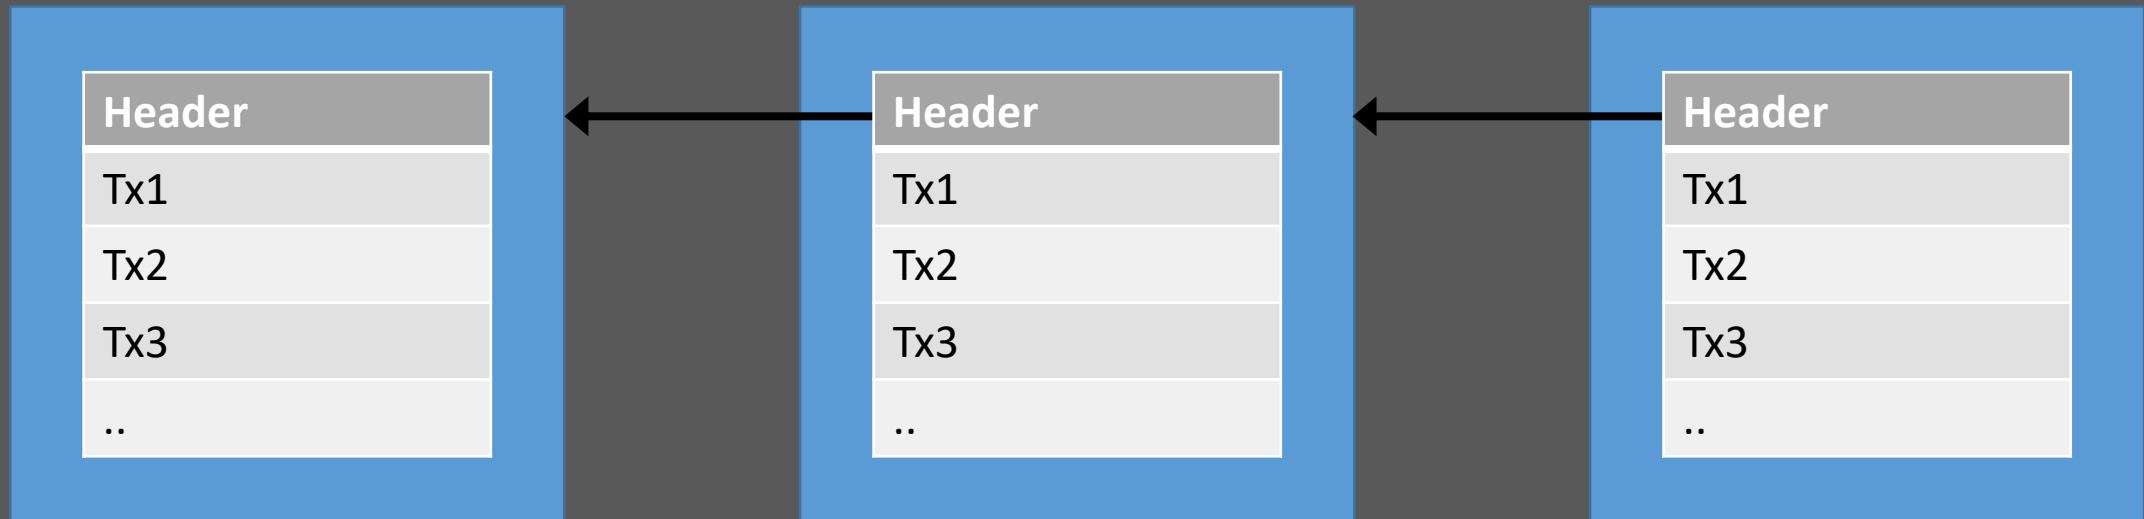 Header
Tx1
Tx2
Tx3
..
Header
Tx1
Tx2
Tx3
..
Header
Tx1
Tx2
Tx3
..